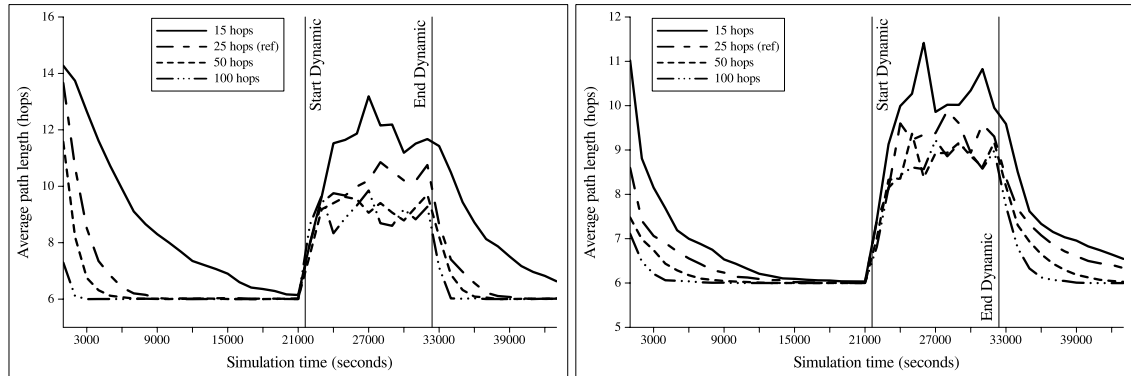 16
14
12
10
8
6
Average path length (hops)
15 hops
25 hops (ref)
50 hops
100 hops
Start Dynamic
End Dynamic
3000 9000 15000 21000 27000 33000 39000
Simulation time (seconds)
12
11
10
9
8
7
6
5
Average path length (hops)
15 hops
25 hops (ref)
50 hops
100 hops
Start Dynamic
End Dynamic
3000 9000 15000 21000 27000 33000 39000
Simulation time (seconds)